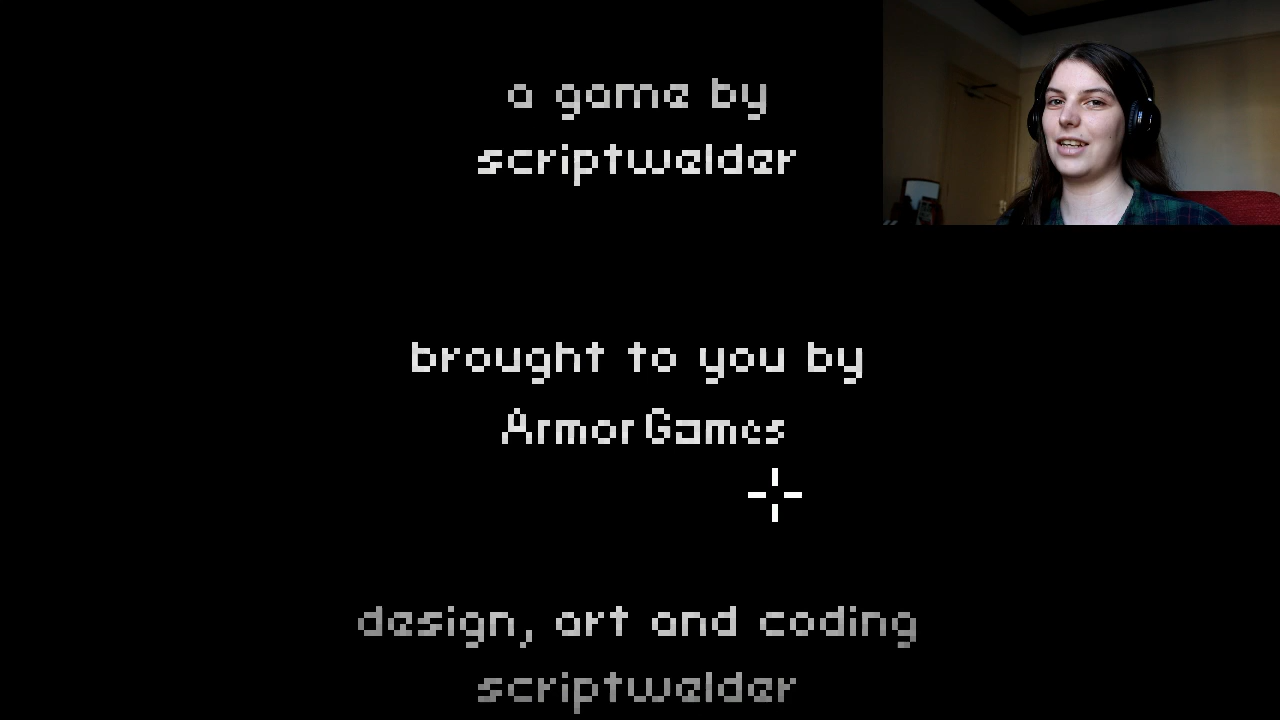 a game by
scriptwelder
brought to you by
ArmorGames
design, art and coding
scriptwelder